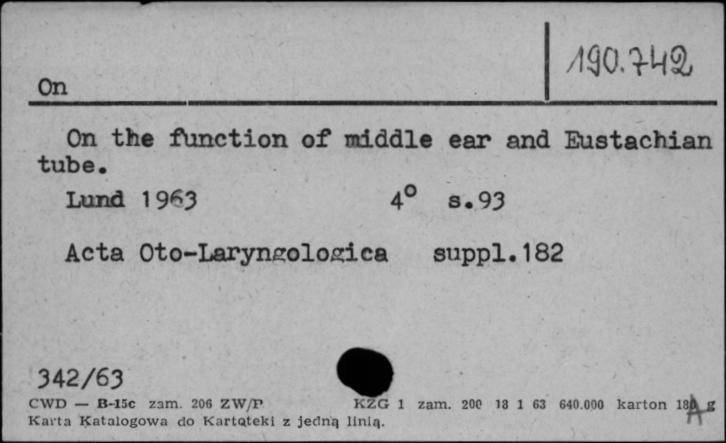 190.742
On
On the function of middle ear and Eustachian
tube.
Lund 1963 4° s.93
Acta Oto-Laryngologica suppl.182
342/63
CWD — B-15c zam. 206 ZW/P KZG 1 zam. 200 18 1 63 640.000 karton g
Karta Katalogowa do Kartoteki z jedną linią.